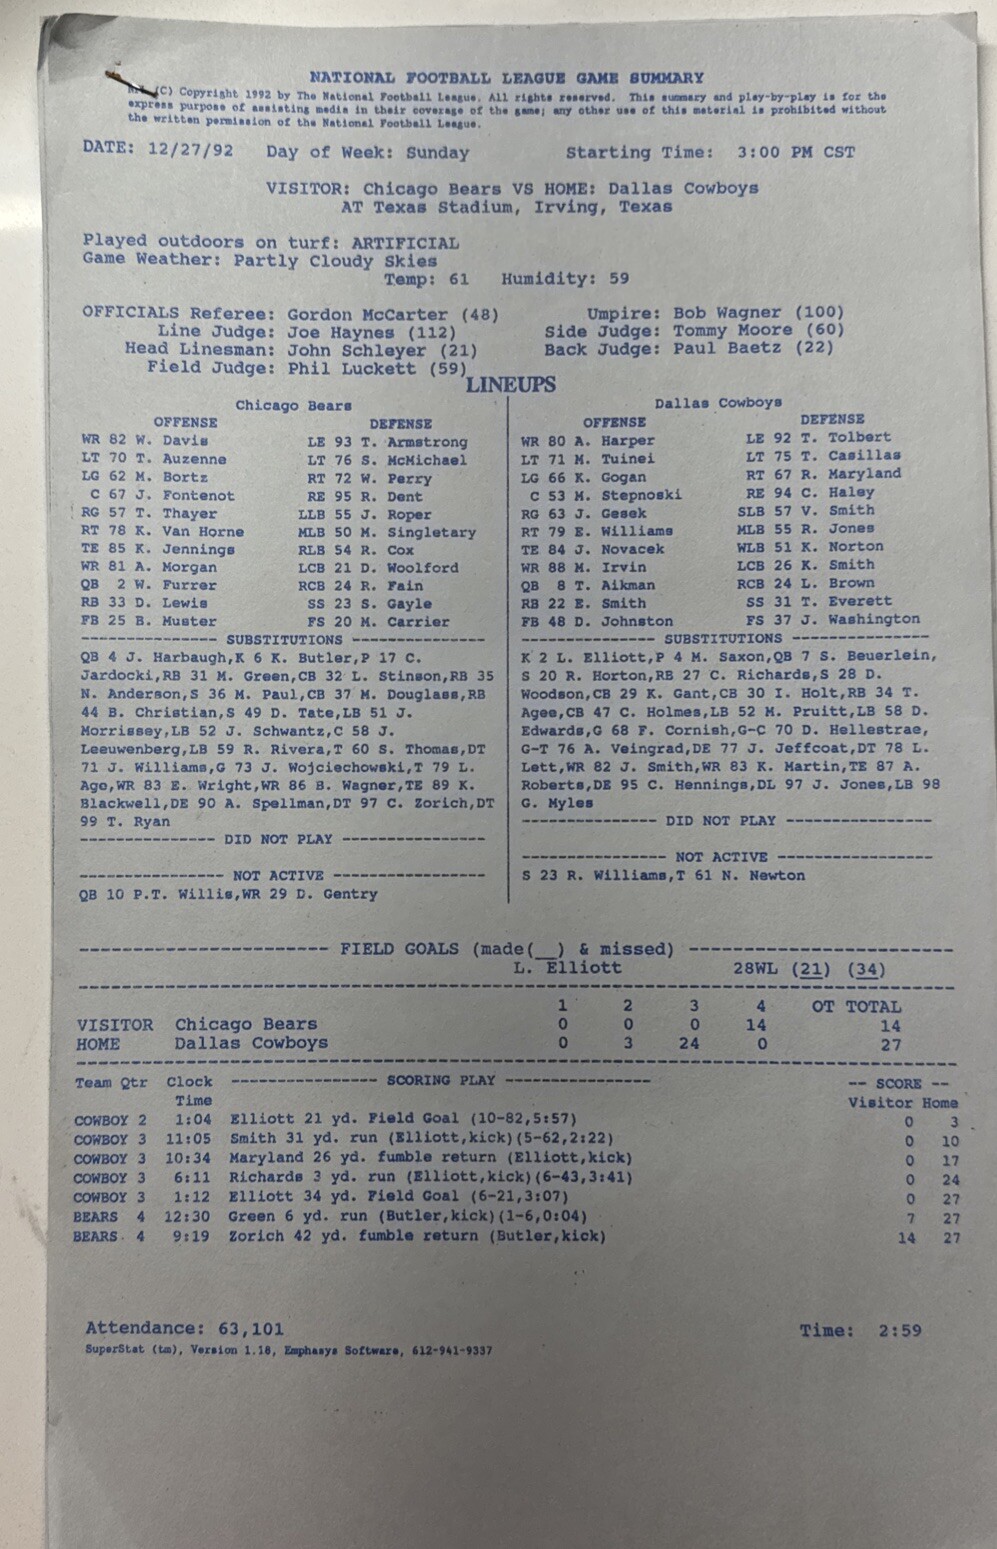 NATIONAL FOOTBALL LEAGUE GAME SUMMARY
(C) Copyright 1992 by The National Football League. All rights reserved. This summary and play-by-play is for the
express purpose of assisting media in their coverage of the game; any other use of this material is prohibited without
the written permission of the National Football League.
DATE: 12/27/92 Day of Week: Sunday Starting Time: 3:00 PM CST
VISITOR: Chicago Bears VS HOME: Dallas Cowboys
AT Texas Stadium, Irving, Texas
Played outdoors on turf: ARTIFICIAL
Game Weather: Partly Cloudy Skies
Temp: 61 Humidity: 59
OFFICIALS Referee: Gordon McCarter (48) Umpire: Bob Wagner (100)
Line Judge: Joe Haynes (112) Side Judge: Tommy Moore (60)
Head Linesman: John Schleyer (21) Back Judge: Paul Baetz (22)
Field Judge: Phil Luckett (59)
LINEUPS
Chicago Bears
OFFENSE DEFENSE
WR 82 W. Davis LE 93 T. Armstrong
LT 70 T. Auzenne LT 76 S. McMichael
LG 62 M. Bortz RT 72 W. Perry
C 67 J. Fontenot RE 95 R. Dent
RG 57 T. Thayer LLB 55 J. Roper
RT 78 K. Van Horne MLB 50 M. Singletary
TE 85 K. Jennings RLB 54 R. Cox
WR 81 A. Morgan LCB 21 D. Woolford
QB 2 W. Furrer RCB 24 R. Fain
RB 33 D. Lewis SS 23 S. Gayle
FB 25 B. Muster FS 20 M. Carrier
--------------- SUBSTITUTIONS ---------------
QB 4 J. Harbaugh,K 6 K. Butler,P 17 C.
Jardocki,RB 31 M. Green,CB 32 L. Stinson,RB 35
N. Anderson,S 36 M. Paul,CB 37 M. Douglass,RB
44 B. Christian,S 49 D. Tate,LB 51 J.
Morrissey,LB 52 J. Schwantz,C 58 J.
Leeuwenberg,LB 59 R. Rivera,T 60 S. Thomas,DT
71 J. Williams,G 73 J. Wojciechowski,T 79 L.
Age,WR 83 E. Wright,WR 86 B. Wagner,TE 89 K.
Blackwell,DE 90 A. Spellman,DT 97 C. Zorich,DT
99 T. Ryan
--------------- DID NOT PLAY ---------------
---------------- NOT ACTIVE ----------------
QB 10 P.T. Willis,WR 29 D. Gentry
Dallas Cowboys
OFFENSE DEFENSE
WR 80 A. Harper LE 92 T. Tolbert
LT 71 M. Tuinei LT 75 T. Casillas
LG 66 K. Gogan RT 67 R. Maryland
C 53 M. Stepnoski RE 94 C. Haley
RG 63 J. Gesek SLB 57 V. Smith
RT 79 E. Williams MLB 55 R. Jones
TE 84 J. Novacek WLB 51 K. Norton
WR 88 M. Irvin LCB 26 K. Smith
QB 8 T. Aikman RCB 24 L. Brown
RB 22 E. Smith SS 31 T. Everett
FB 48 D. Johnston FS 37 J. Washington
--------------- SUBSTITUTIONS ---------------
K 2 L. Elliott,P 4 M. Saxon,QB 7 S. Beuerlein,
S 20 R. Horton,RB 27 C. Richards,S 28 D.
Woodson,CB 29 K. Gant,CB 30 I. Holt,RB 34 T.
Agee,CB 47 C. Holmes,LB 52 M. Pruitt,LB 58 D.
Edwards,G 68 F. Cornish,G-C 70 D. Hellestrae,
G-T 76 A. Veingrad,DE 77 J. Jeffcoat,DT 78 L.
Lett,WR 82 J. Smith,WR 83 K. Martin,TE 87 A.
Roberts,DE 95 C. Hennings,DL 97 J. Jones,LB 98
G. Myles
--------------- DID NOT PLAY ----------------
---------------- NOT ACTIVE -----------------
S 23 R. Williams,T 61 N. Newton
------------------------ FIELD GOALS (made(__) & missed) --------------------------
L. Elliott 28WL (21) (34)
1 2 3 4 OT TOTAL
VISITOR Chicago Bears 0 0 0 14 14
HOME Dallas Cowboys 0 3 24 0 27
Team Qtr Clock ---------------- SCORING PLAY ---------------- -- SCORE --
Time Visitor Home
COWBOY 2 1:04 Elliott 21 yd. Field Goal (10-82,5:57) 0 3
COWBOY 3 11:05 Smith 31 yd. run (Elliott,kick)(5-62,2:22) 0 10
COWBOY 3 10:34 Maryland 26 yd. fumble return (Elliott,kick) 0 17
COWBOY 3 6:11 Richards 3 yd. run (Elliott,kick)(6-43,3:41) 0 24
COWBOY 3 1:12 Elliott 34 yd. Field Goal (6-21,3:07) 0 27
BEARS 4 12:30 Green 6 yd. run (Butler,kick)(1-6,0:04) 7 27
BEARS 4 9:19 Zorich 42 yd. fumble return (Butler,kick) 14 27
Attendance: 63,101 Time: 2:59
SuperStat (tm), Version 1.18, Emphasys Software, 612-941-9337